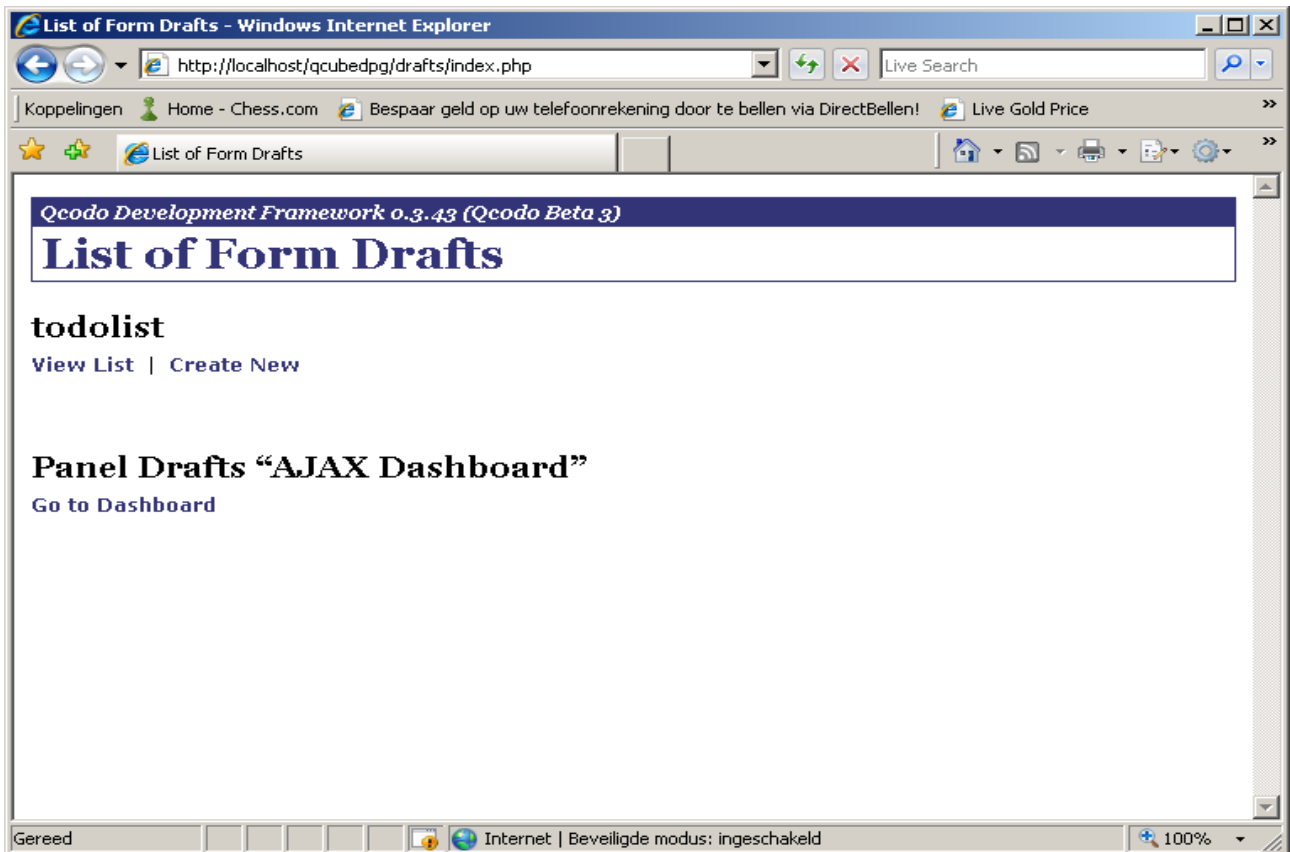 List of Form Drafts - Windows Internet Explorer
http://localhost/qcubedpg/drafts/index.php
Live Search
Koppelingen Home - Chess.com Bespaar geld op uw telefoonrekening door te bellen via DirectBellen! Live Gold Price »
List of Form Drafts »
Qcodo Development Framework 0.3.43 (Qcodo Beta 3)
List of Form Drafts
todolist
View List | Create New
Panel Drafts “AJAX Dashboard”
Go to Dashboard
Gereed Internet | Beveiligde modus: ingeschakeld 100%